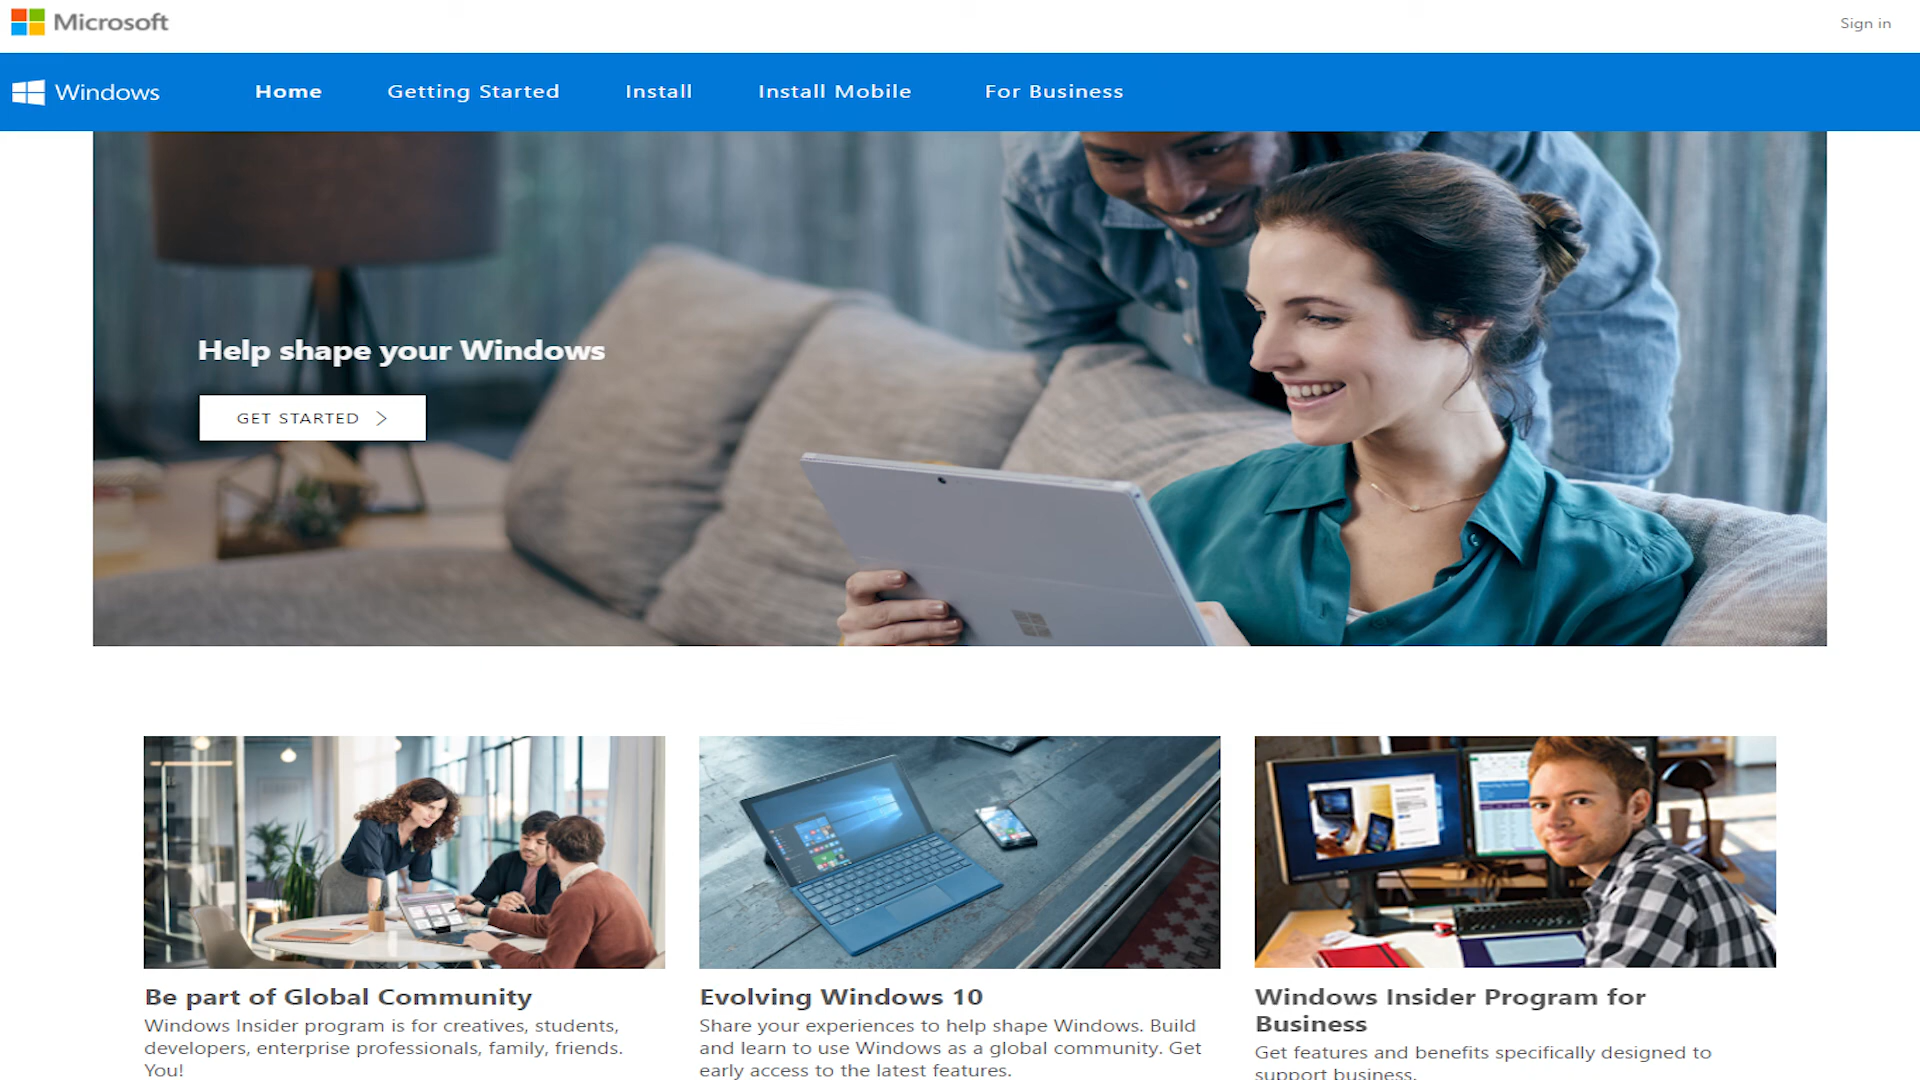 Microsoft
Sign in
Windows
Home
Getting Started
Install
Install Mobile
For Business
Help shape your Windows
GET STARTED
Be part of Global Community
Windows Insider program is for creatives, students,
developers, enterprise professionals, family, friends.
You!
Evolving Windows 10
Share your experiences to help shape Windows. Build
and learn to use Windows as a global community. Get
early access to the latest features.
Windows Insider Program for
Business
Get features and benefits specifically designed to
support business.